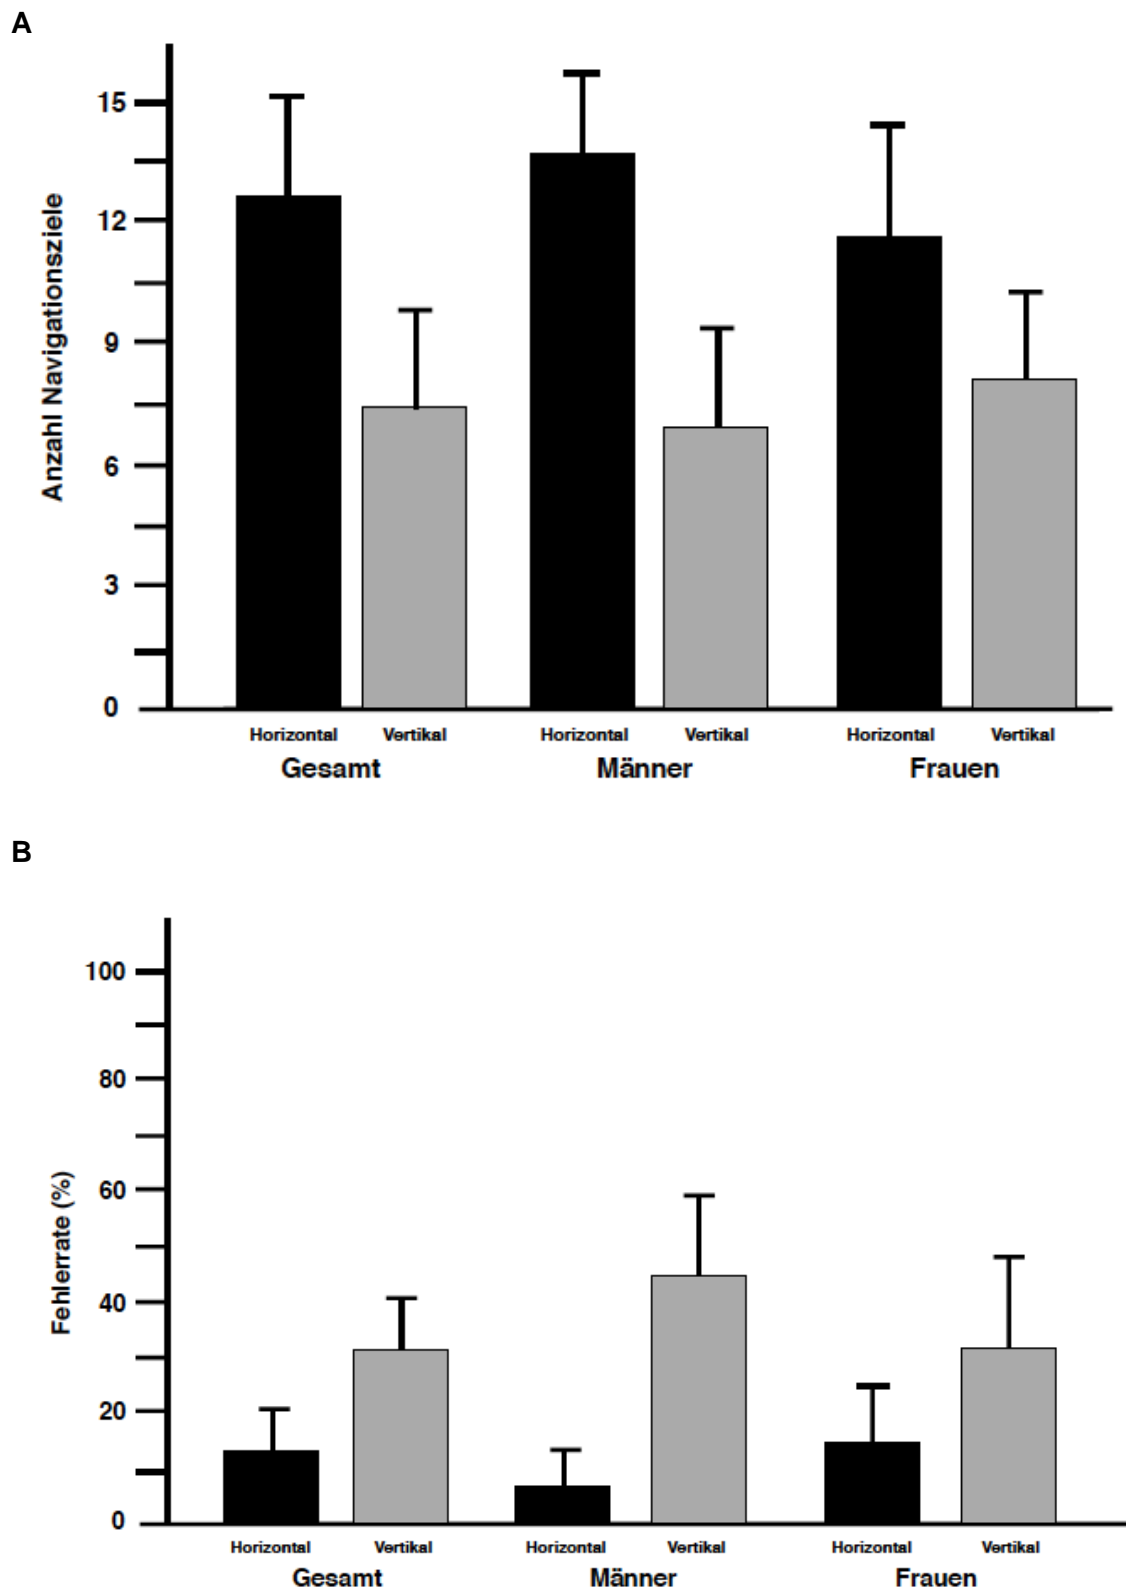 A
Anzahl Navigationsziele
15
12
9
6
3
0
Horizontal Vertikal Horizontal Vertikal Horizontal Vertikal
Gesamt Männer Frauen
B
Fehlerrate (%)
100
80
60
40
20
0
Horizontal Vertikal Horizontal Vertikal Horizontal Vertikal
Gesamt Männer Frauen